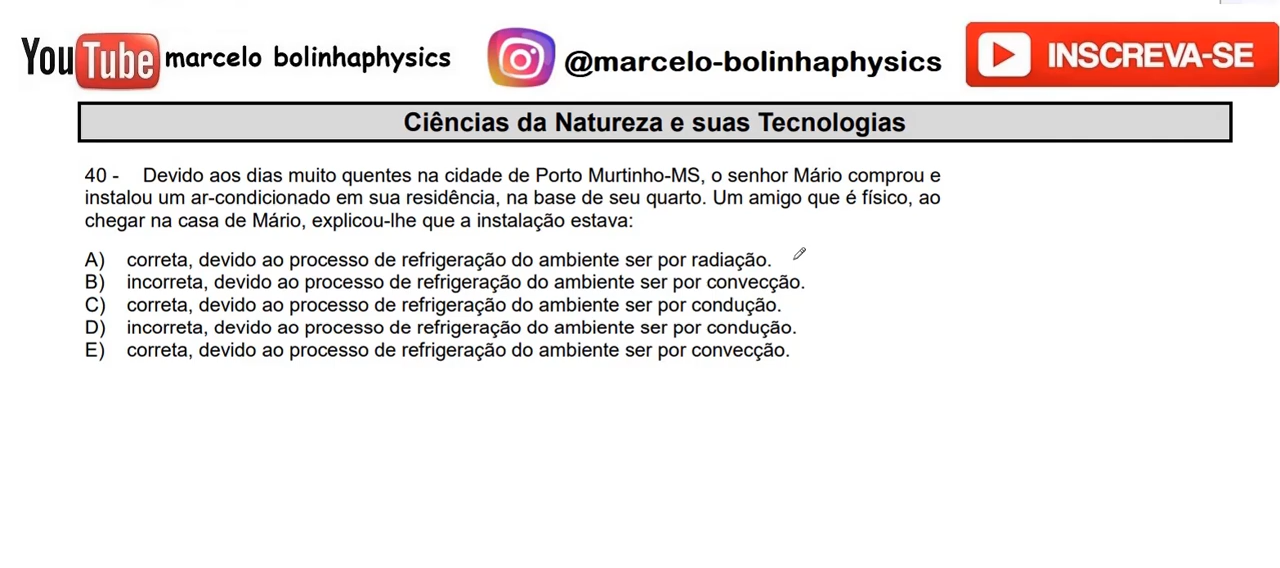 YouTube marcelo bolinhaphysics @marcelo-bolinhaphysics INSCREVA-SE
Ciências da Natureza e suas Tecnologias
40 - Devido aos dias muito quentes na cidade de Porto Murtinho-MS, o senhor Mário comprou e
instalou um ar-condicionado em sua residência, na base de seu quarto. Um amigo que é físico, ao
chegar na casa de Mário, explicou-lhe que a instalação estava:
A) correta, devido ao processo de refrigeração do ambiente ser por radiação.
B) incorreta, devido ao processo de refrigeração do ambiente ser por convecção.
C) correta, devido ao processo de refrigeração do ambiente ser por condução.
D) incorreta, devido ao processo de refrigeração do ambiente ser por condução.
E) correta, devido ao processo de refrigeração do ambiente ser por convecção.